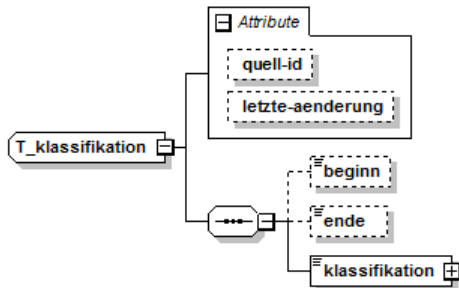 Attribute
quell-id
letzte-aenderung
T_klassifikation
beginn
ende
klassifikation